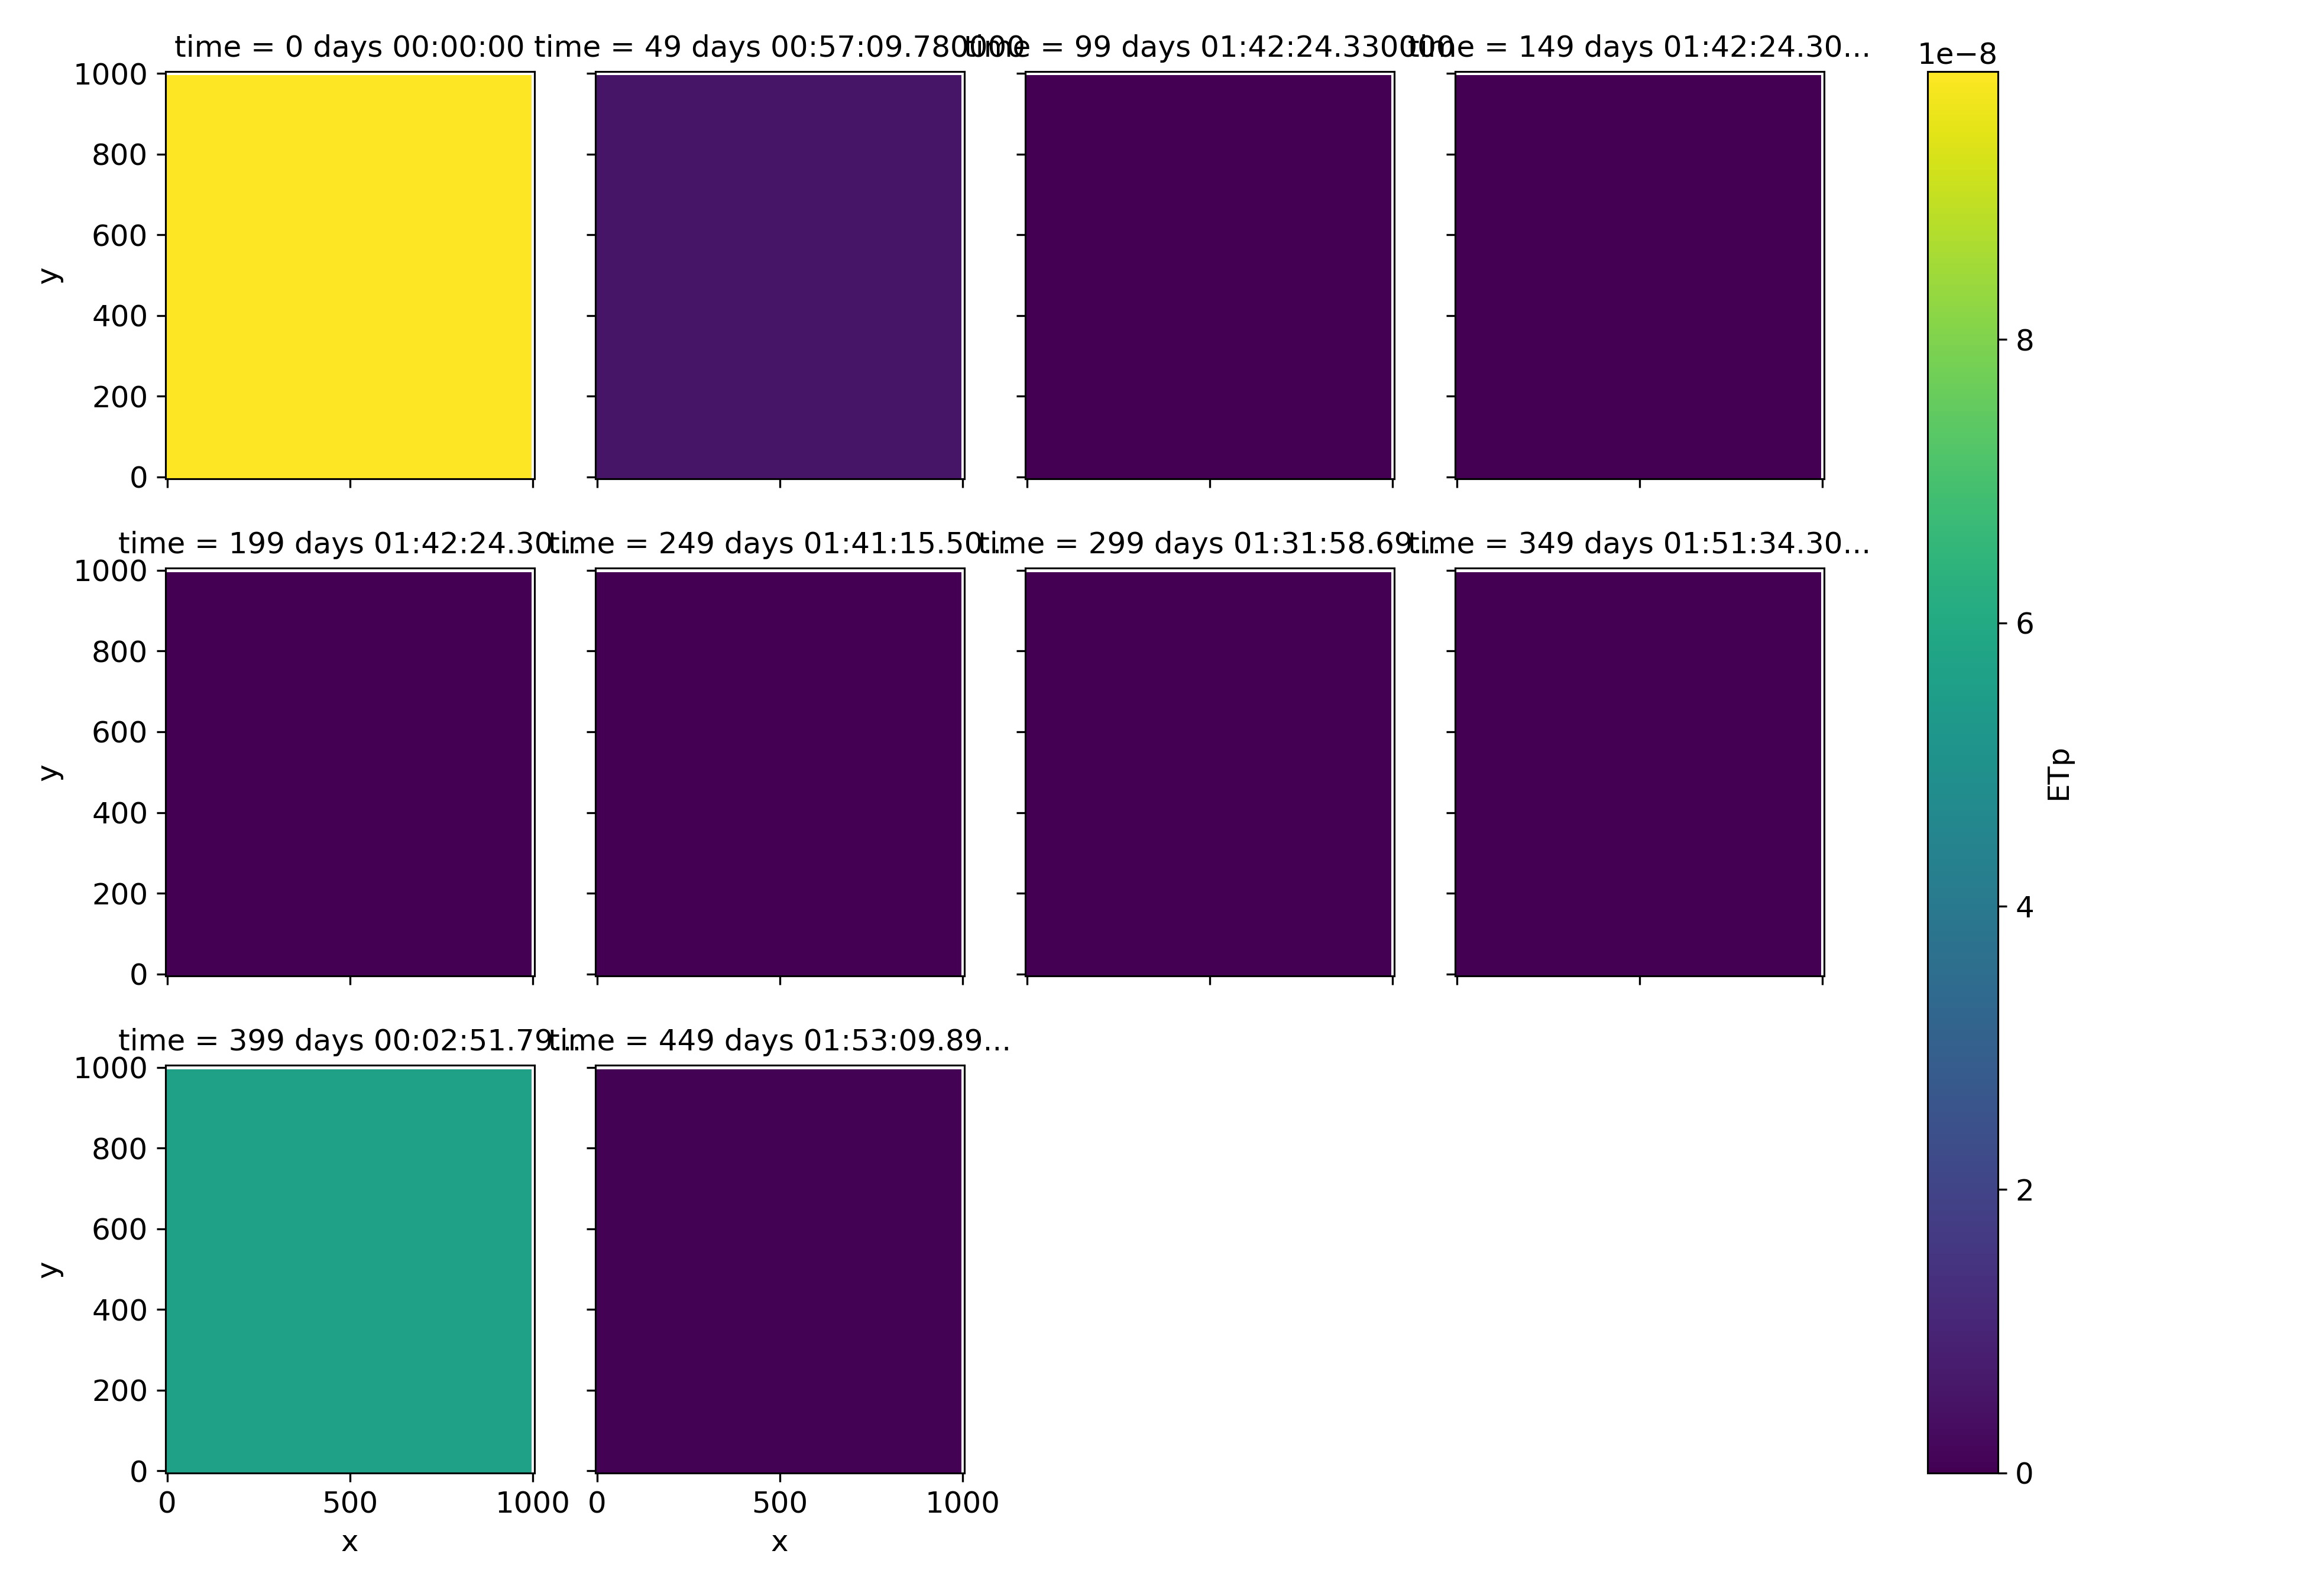 time = 0 days 00:00:00
time = 49 days 00:57:09.780000
time = 99 days 01:42:24.330000
time = 149 days 01:42:24.30...
1e−8
1000
800
600
400
200
0
y
time = 199 days 01:42:24.30...
time = 249 days 01:41:15.50...
time = 299 days 01:31:58.69...
time = 349 days 01:51:34.30...
1000
800
600
400
200
0
y
time = 399 days 00:02:51.79...
time = 449 days 01:53:09.89...
1000
800
600
400
200
0
y
0 500 1000
x
0 500 1000
x
8
6
4
2
0
ETp